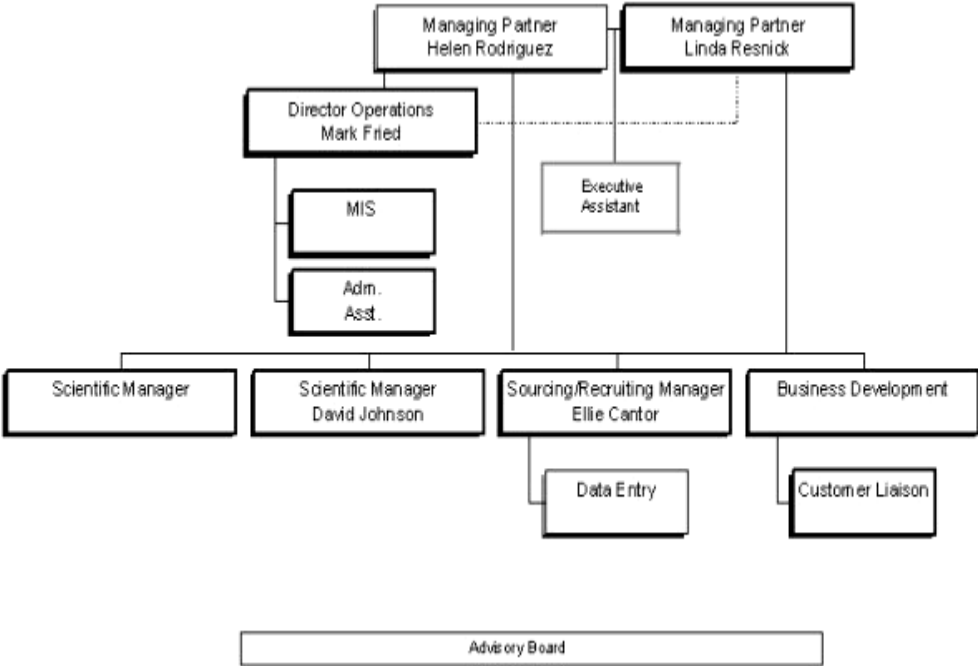 Managing Partner
Helen Rodriguez
Managing Partner
Linda Resnick
Director Operations
Mark Fried
Executive
Assistant
MIS
Adm.
Asst.
Scientific Manager
Scientific Manager
David Johnson
Sourcing/Recruiting Manager
Ellie Cantor
Business Development
Data Entry
Customer Liaison
Advisory Board